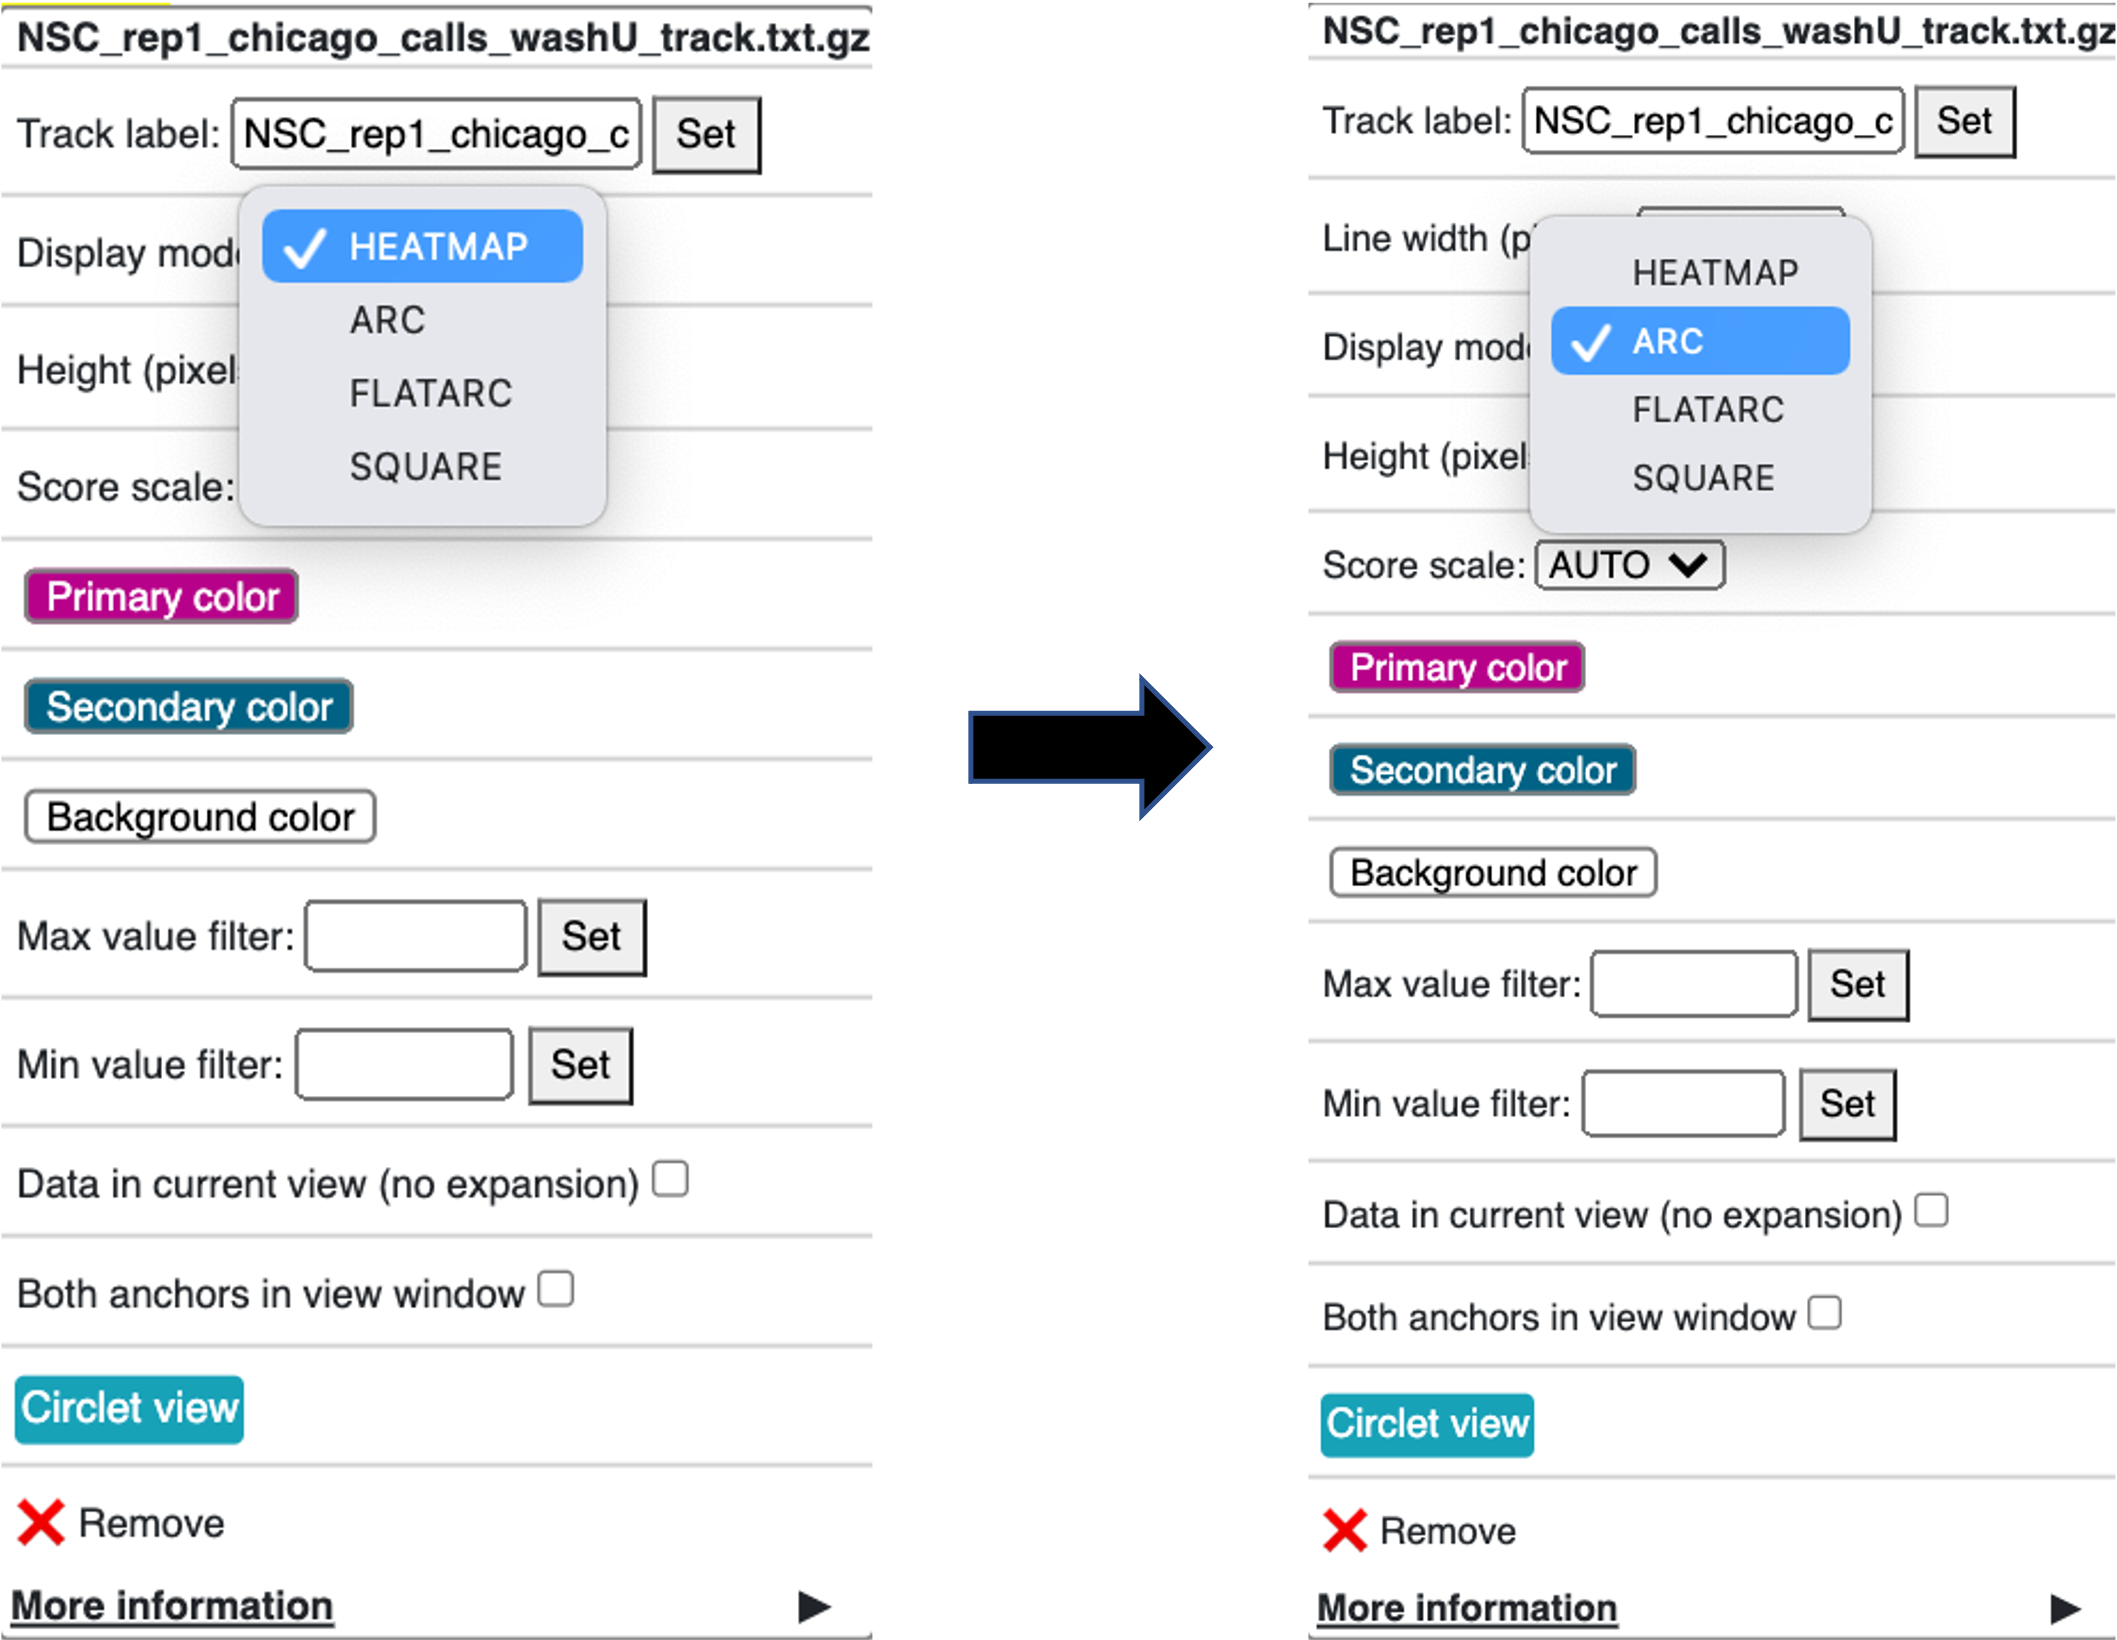 NSC_rep1_chicago_calls_washU_track.txt.gz
Track label: NSC_rep1_chicago_c Set
Display mod
HEATMAP
ARC
FLATARC
SQUARE
Height (pixel
Score scale:
Primary color
Secondary color
Background color
Max value filter: Set
Min value filter: Set
Data in current view (no expansion)
Both anchors in view window
Circlet view
Remove
More information
NSC_rep1_chicago_calls_washU_track.txt.gz
Track label: NSC_rep1_chicago_c Set
Line width (p
HEATMAP
Display mod
ARC
FLATARC
Height (pixel
SQUARE
Score scale: AUTO
Primary color
Secondary color
Background color
Max value filter: Set
Min value filter: Set
Data in current view (no expansion)
Both anchors in view window
Circlet view
Remove
More information